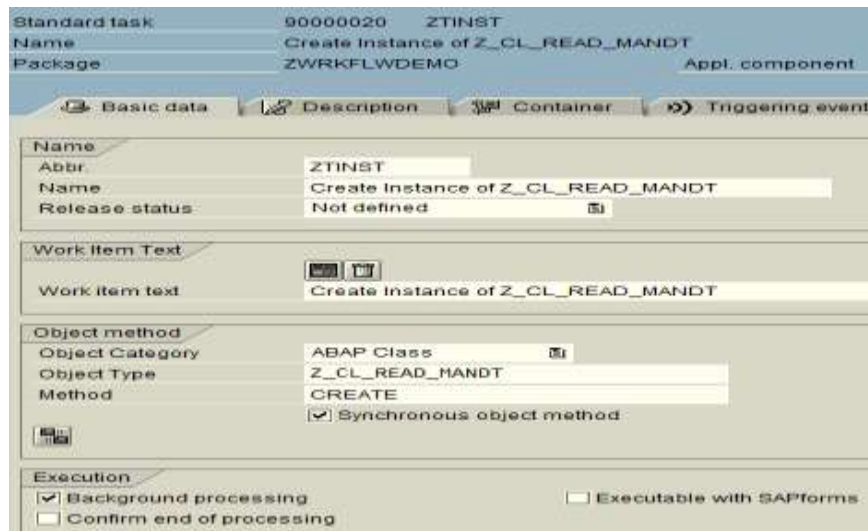 Standard task 90000020 ZTINST
Name Create Instance of Z_CL_READ_MANDT
Package ZWRKFLWDEMO Appl. component
Basic data Description Container Triggering event
Name
Abbr. ZTINST
Name Create Instance of Z_CL_READ_MANDT
Release status Not defined
Work Item Text
Work item text Create Instance of Z_CL_READ_MANDT
Object method
Object Category ABAP Class
Object Type Z_CL_READ_MANDT
Method CREATE
Synchronous object method
Execution
Background processing Executable with SAPforms
Confirm end of processing